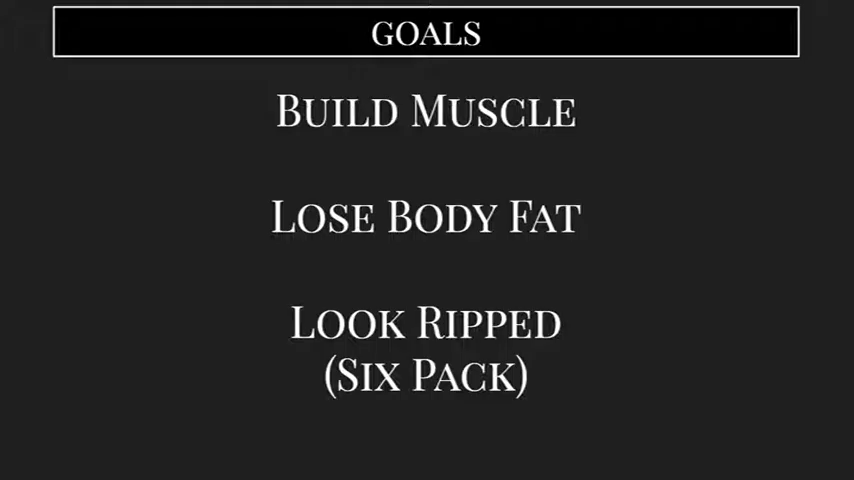 GOALS
BUILD MUSCLE
LOSE BODY FAT
LOOK RIPPED
(SIX PACK)